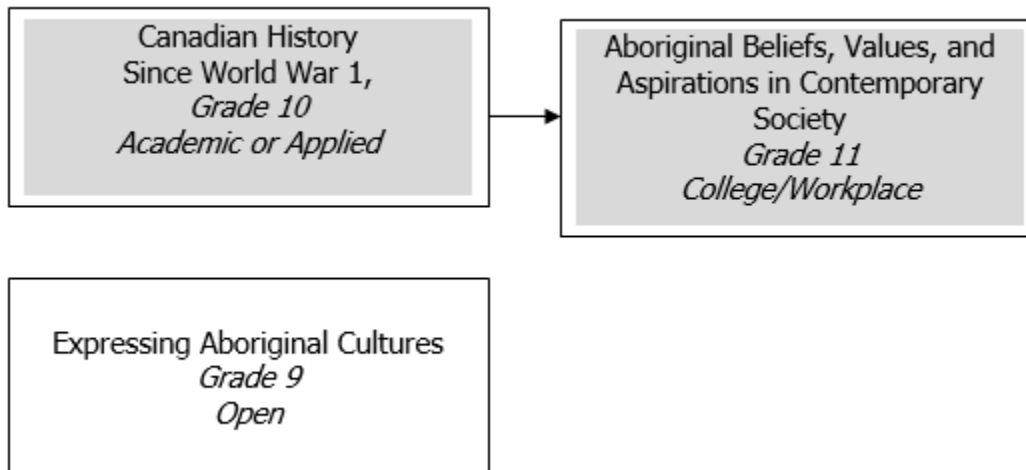 Canadian History
Since World War 1,
Grade 10
Academic or Applied
Aboriginal Beliefs, Values, and
Aspirations in Contemporary
Society
Grade 11
College/Workplace
Expressing Aboriginal Cultures
Grade 9
Open